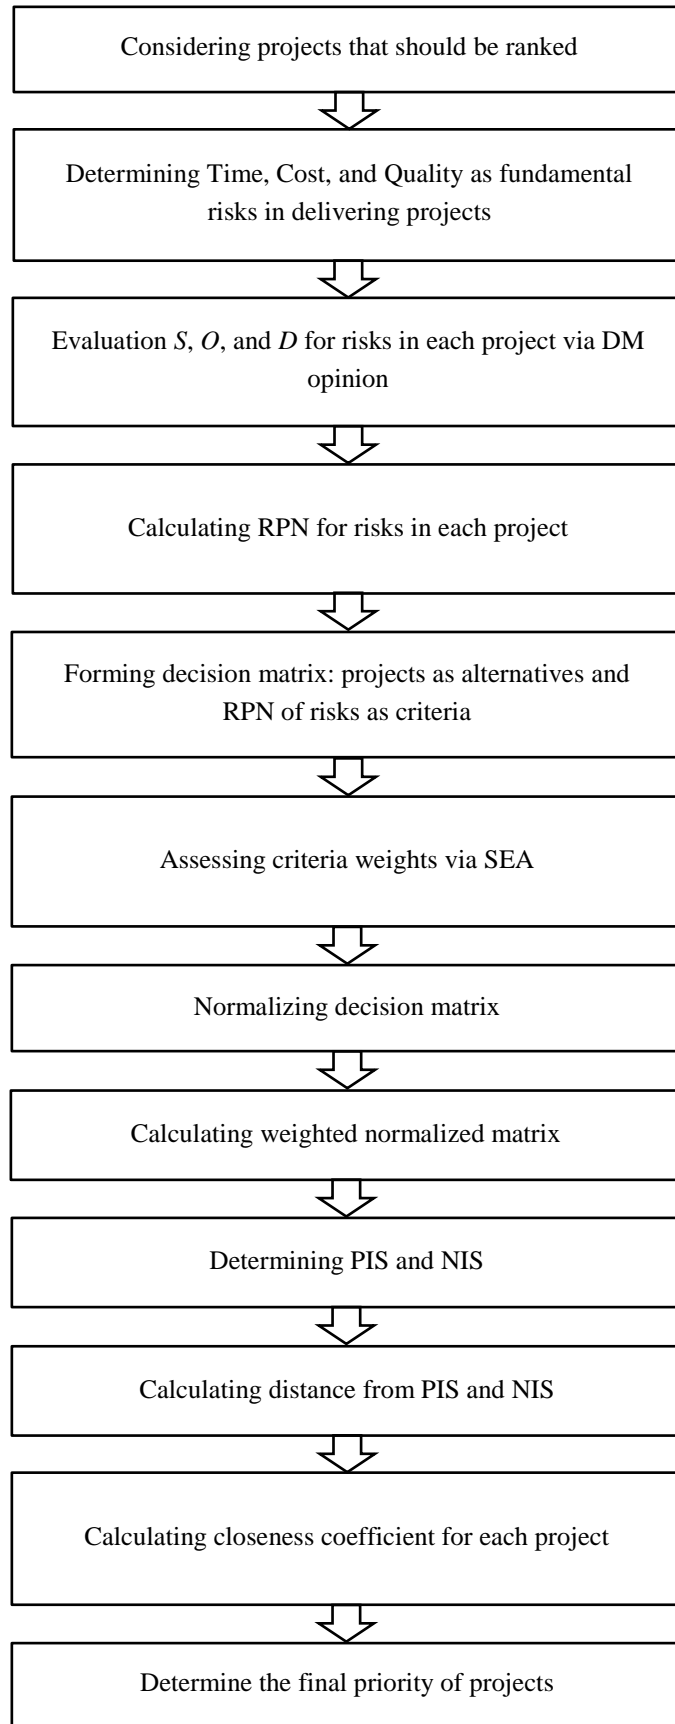 Considering projects that should be ranked
Determining Time, Cost, and Quality as fundamental
risks in delivering projects
Evaluation S, O, and D for risks in each project via DM
opinion
Calculating RPN for risks in each project
Forming decision matrix: projects as alternatives and
RPN of risks as criteria
Assessing criteria weights via SEA
Normalizing decision matrix
Calculating weighted normalized matrix
Determining PIS and NIS
Calculating distance from PIS and NIS
Calculating closeness coefficient for each project
Determine the final priority of projects